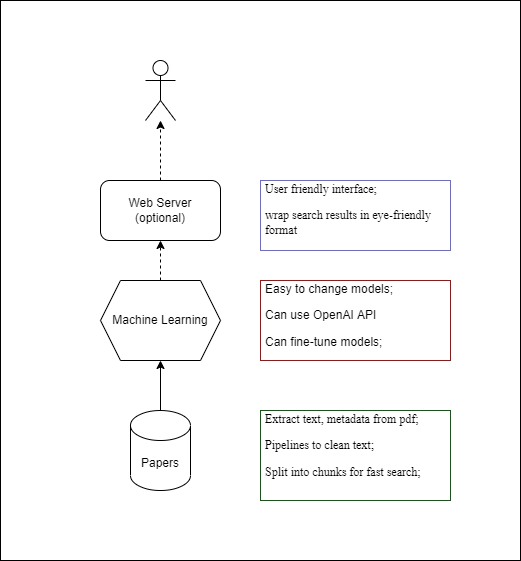 Web Server
(optional)
User friendly interface;
wrap search results in eye-friendly
format
Machine Learning
Easy to change models;
Can use OpenAI API
Can fine-tune models;
Papers
Extract text, metadata from pdf;
Pipelines to clean text;
Split into chunks for fast search;